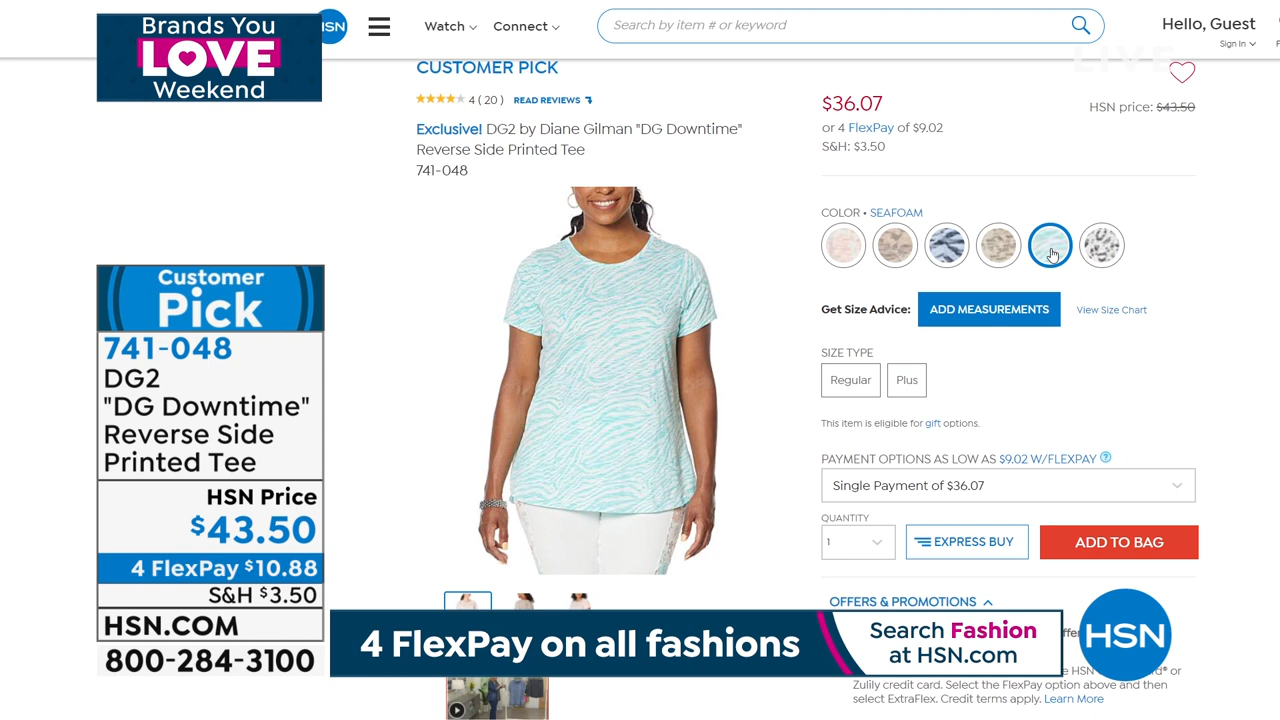 Brands You
LOVE
Weekend
HSN
Watch
Connect
Search by item # or keyword
Hello, Guest
Sign In
LIVE
CUSTOMER PICK
4 ( 20 ) READ REVIEWS
Exclusive! DG2 by Diane Gilman "DG Downtime"
Reverse Side Printed Tee
741-048
$36.07
HSN price: $43.50
or 4 FlexPay of $9.02
S&H: $3.50
COLOR • SEAFOAM
Get Size Advice: ADD MEASUREMENTS View Size Chart
SIZE TYPE
Regular Plus
This item is eligible for gift options.
PAYMENT OPTIONS AS LOW AS $9.02 W/FLEXPAY ?
Single Payment of $36.07
QUANTITY
1 EXPRESS BUY ADD TO BAG
OFFERS & PROMOTIONS
HSN
or
Zulily credit card. Select the FlexPay option above and then
select ExtraFlex. Credit terms apply. Learn More
Customer
Pick
741-048
DG2
"DG Downtime"
Reverse Side
Printed Tee
HSN Price
$43.50
4 FlexPay $10.88
S&H $3.50
HSN.COM
800-284-3100
4 FlexPay on all fashions
Search Fashion
at HSN.com
HSN